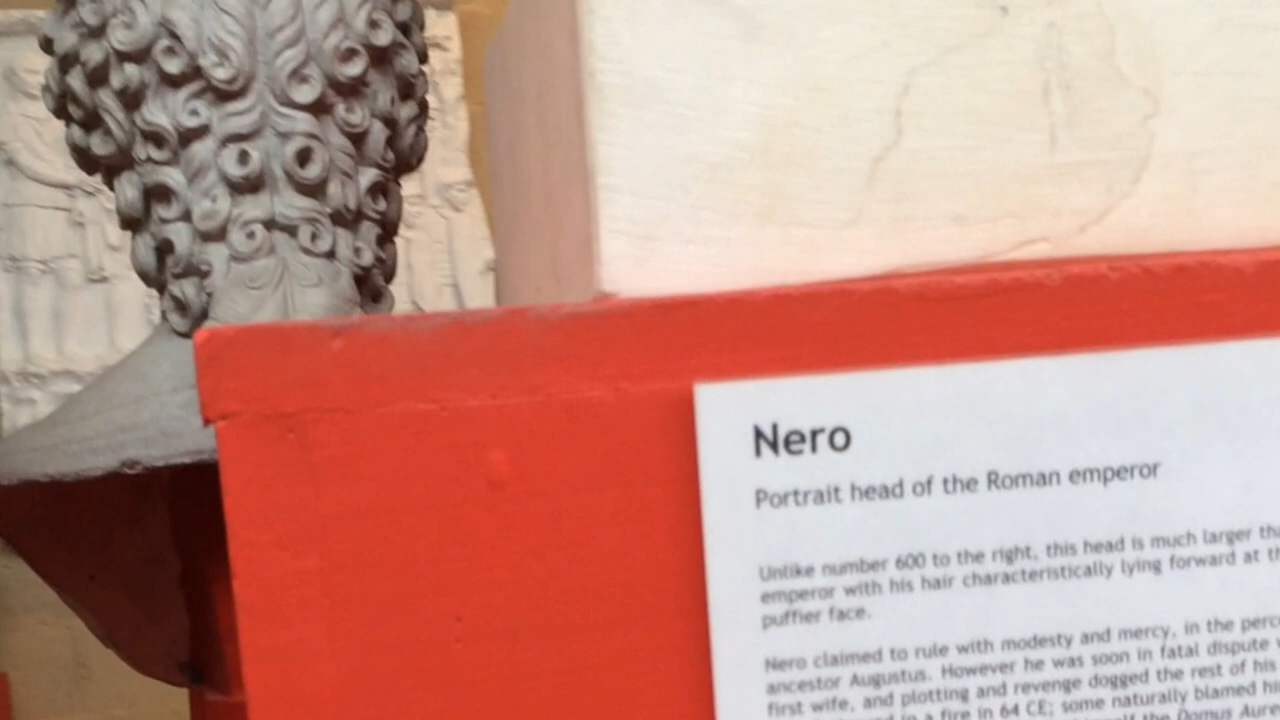 Nero
Portrait head of the Roman emperor
Unlike number 600 to the right, this head is much larger
emperor with his hair characteristically lying forward at
puffier face.
Nero claimed to rule with modesty and mercy, in the
ancestor Augustus. However he was soon in fatal dispute
first wife, and plotting and revenge dogged the rest of his
in a fire in 64 CE; some naturally blamed
the Domus